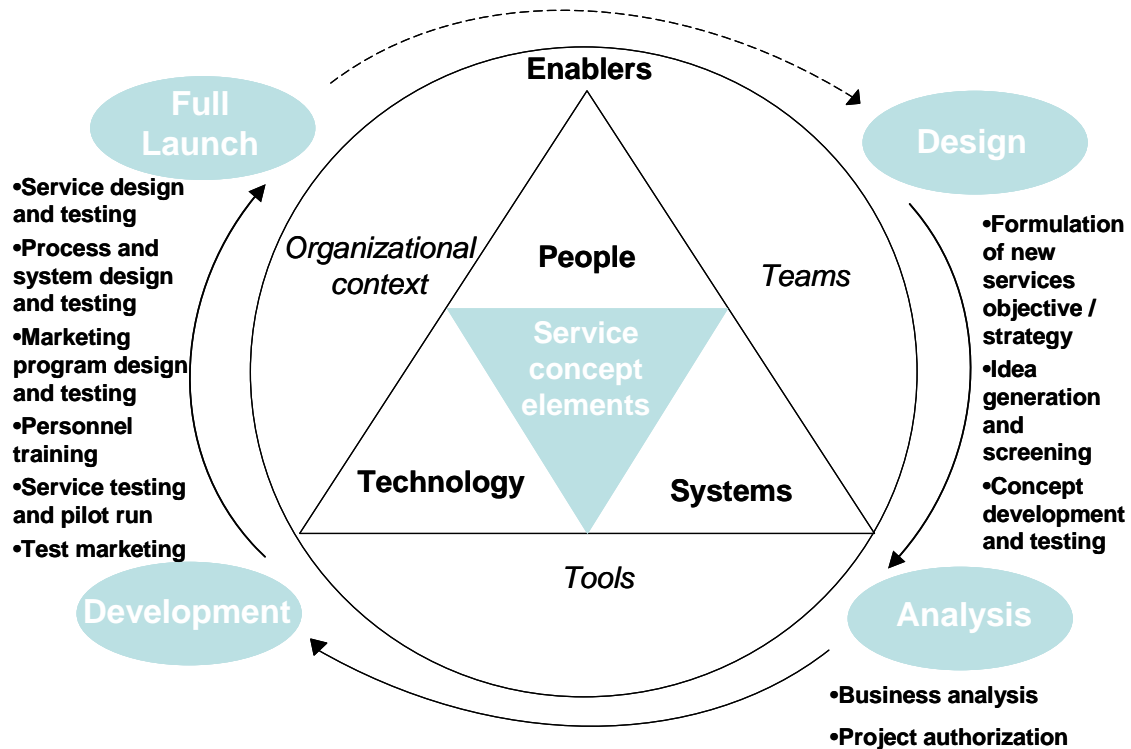 Enablers
Full
Launch
Design
•Service design
and testing
•Process and
system design
and testing
•Marketing
program design
and testing
•Personnel
training
•Service testing
and pilot run
•Test marketing
Organizational
context
People
Teams
Service
concept
elements
Technology
Systems
Tools
•Formulation
of new
services
objective /
strategy
•Idea
generation
and
screening
•Concept
development
and testing
Development
Analysis
•Business analysis
•Project authorization